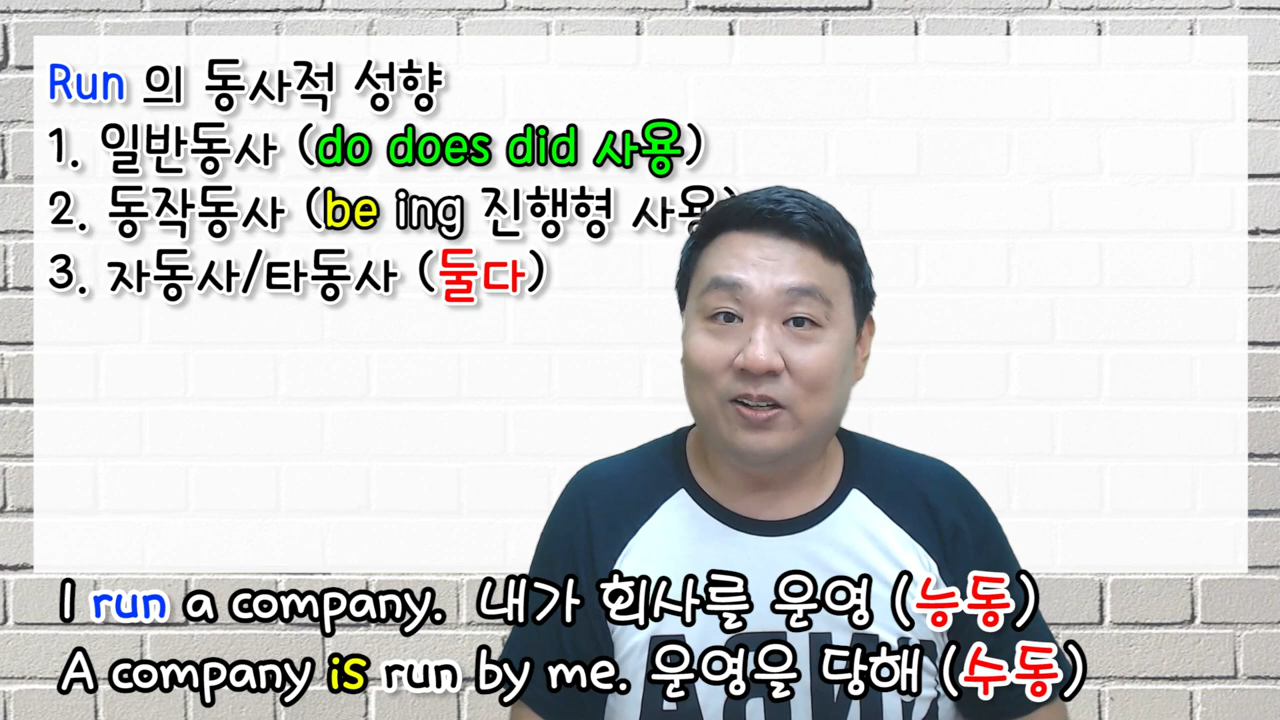 Run 의 동사적 성향
1. 일반동사 (do does did 사용)
2. 동작동사 (be ing 진행형 사용)
3. 자동사/타동사 (둘다)
I run a company. 내가 회사를 운영 (능동)
A company is run by me. 운영을 당해 (수동)